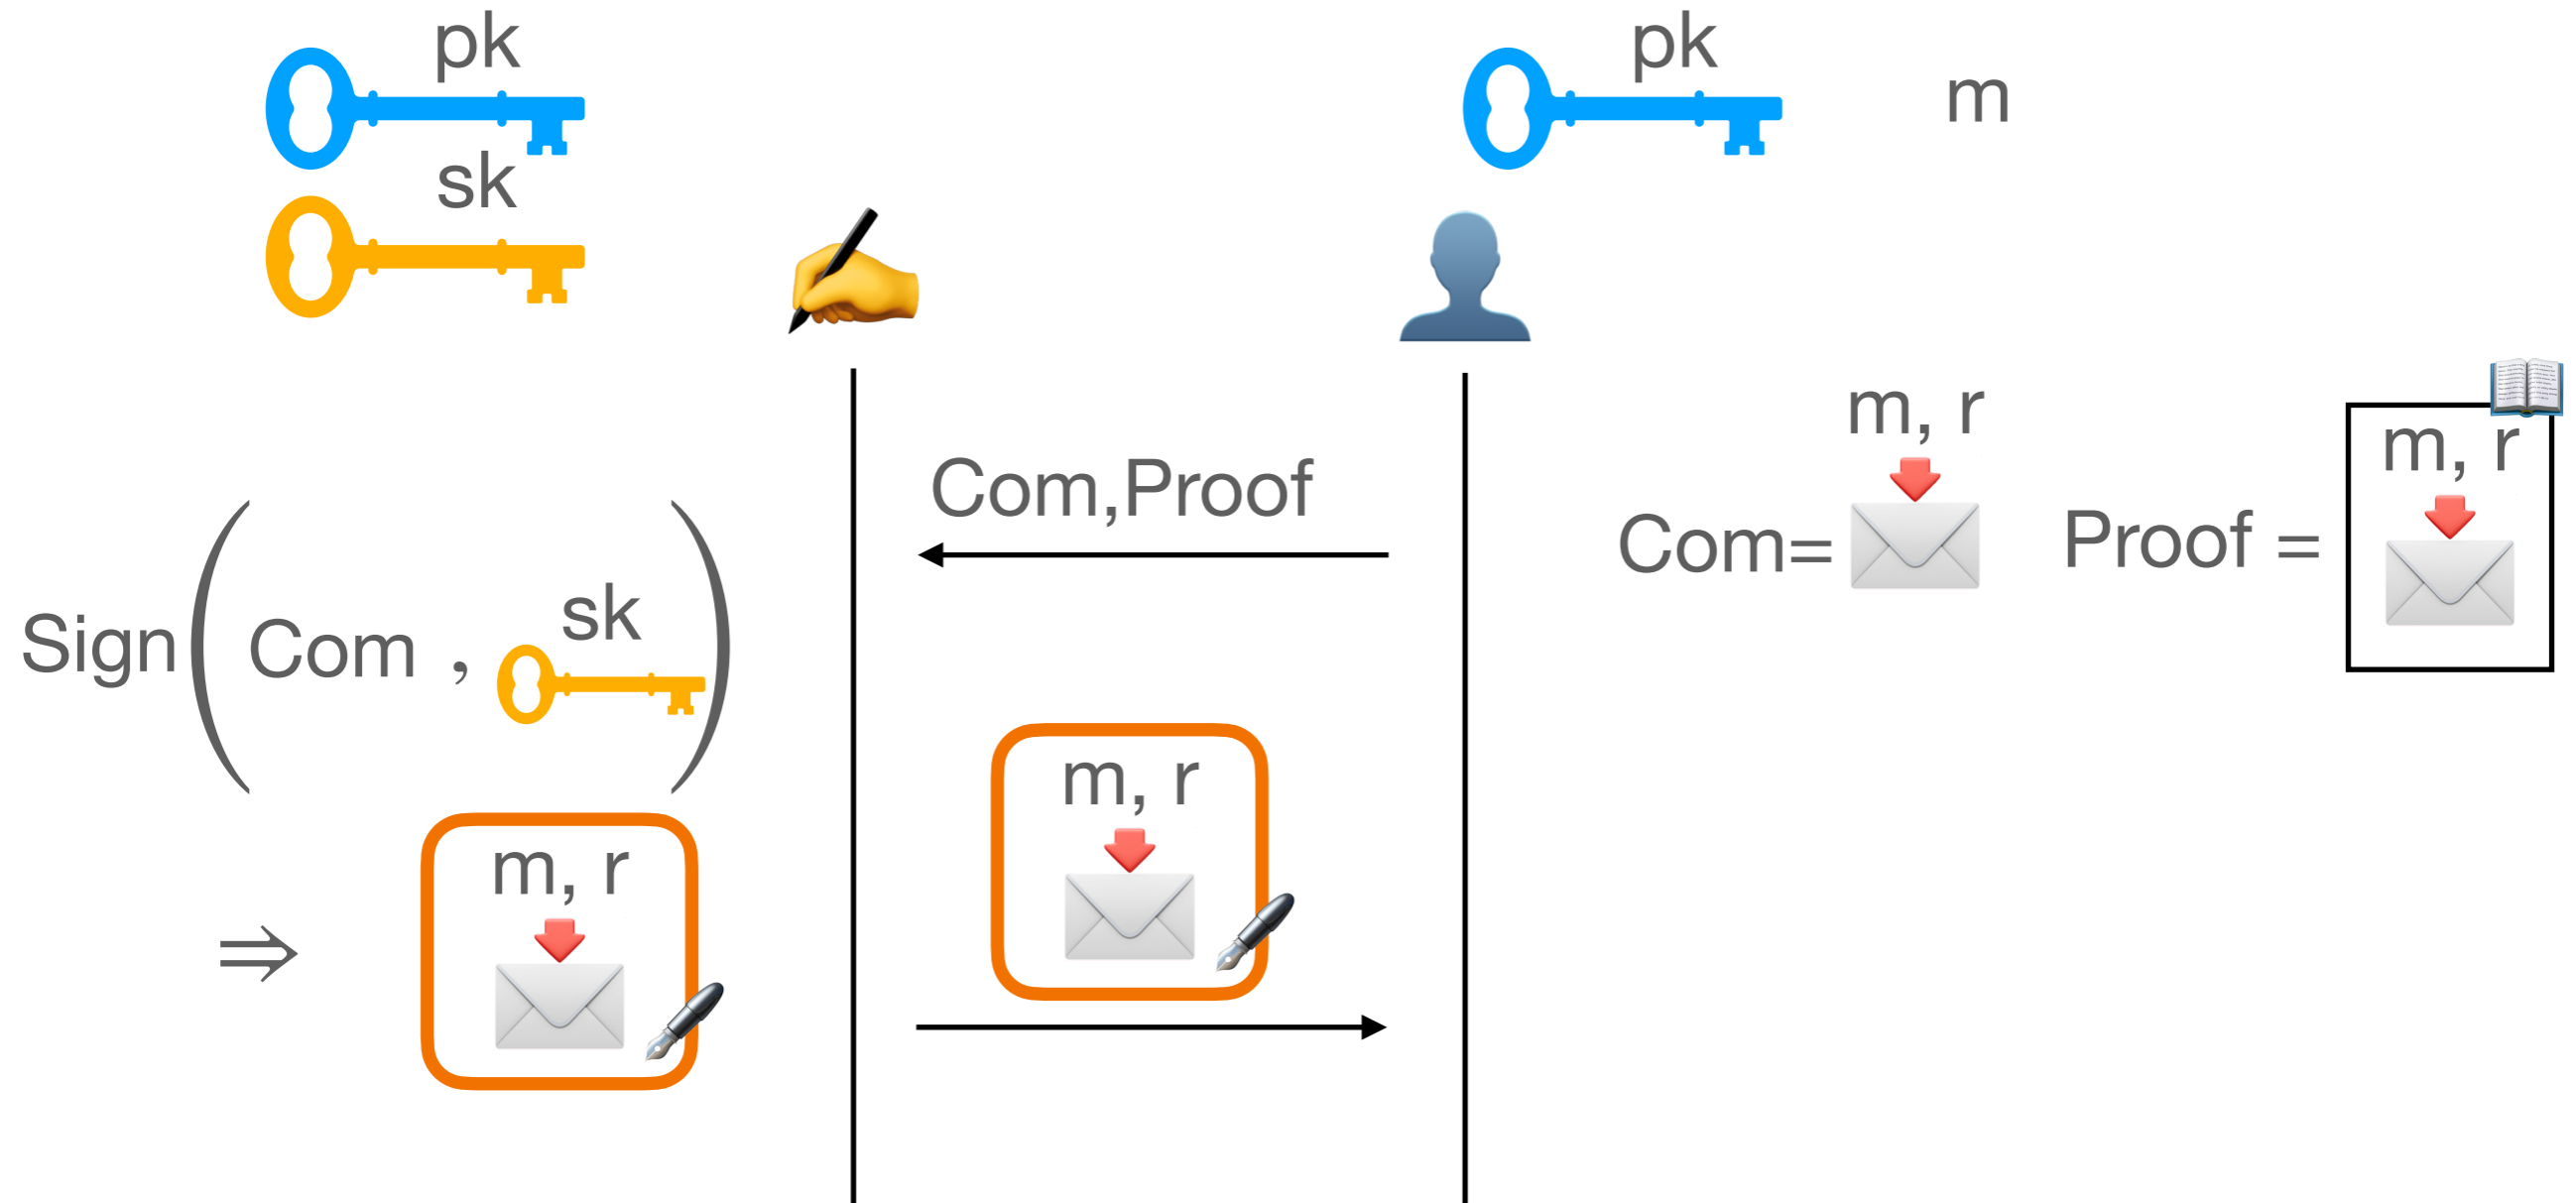 pk
sk
pk
m
m, r
Com=
Proof =
m, r
Com,Proof
Sign(Com , sk)
m, r
⇒
m, r